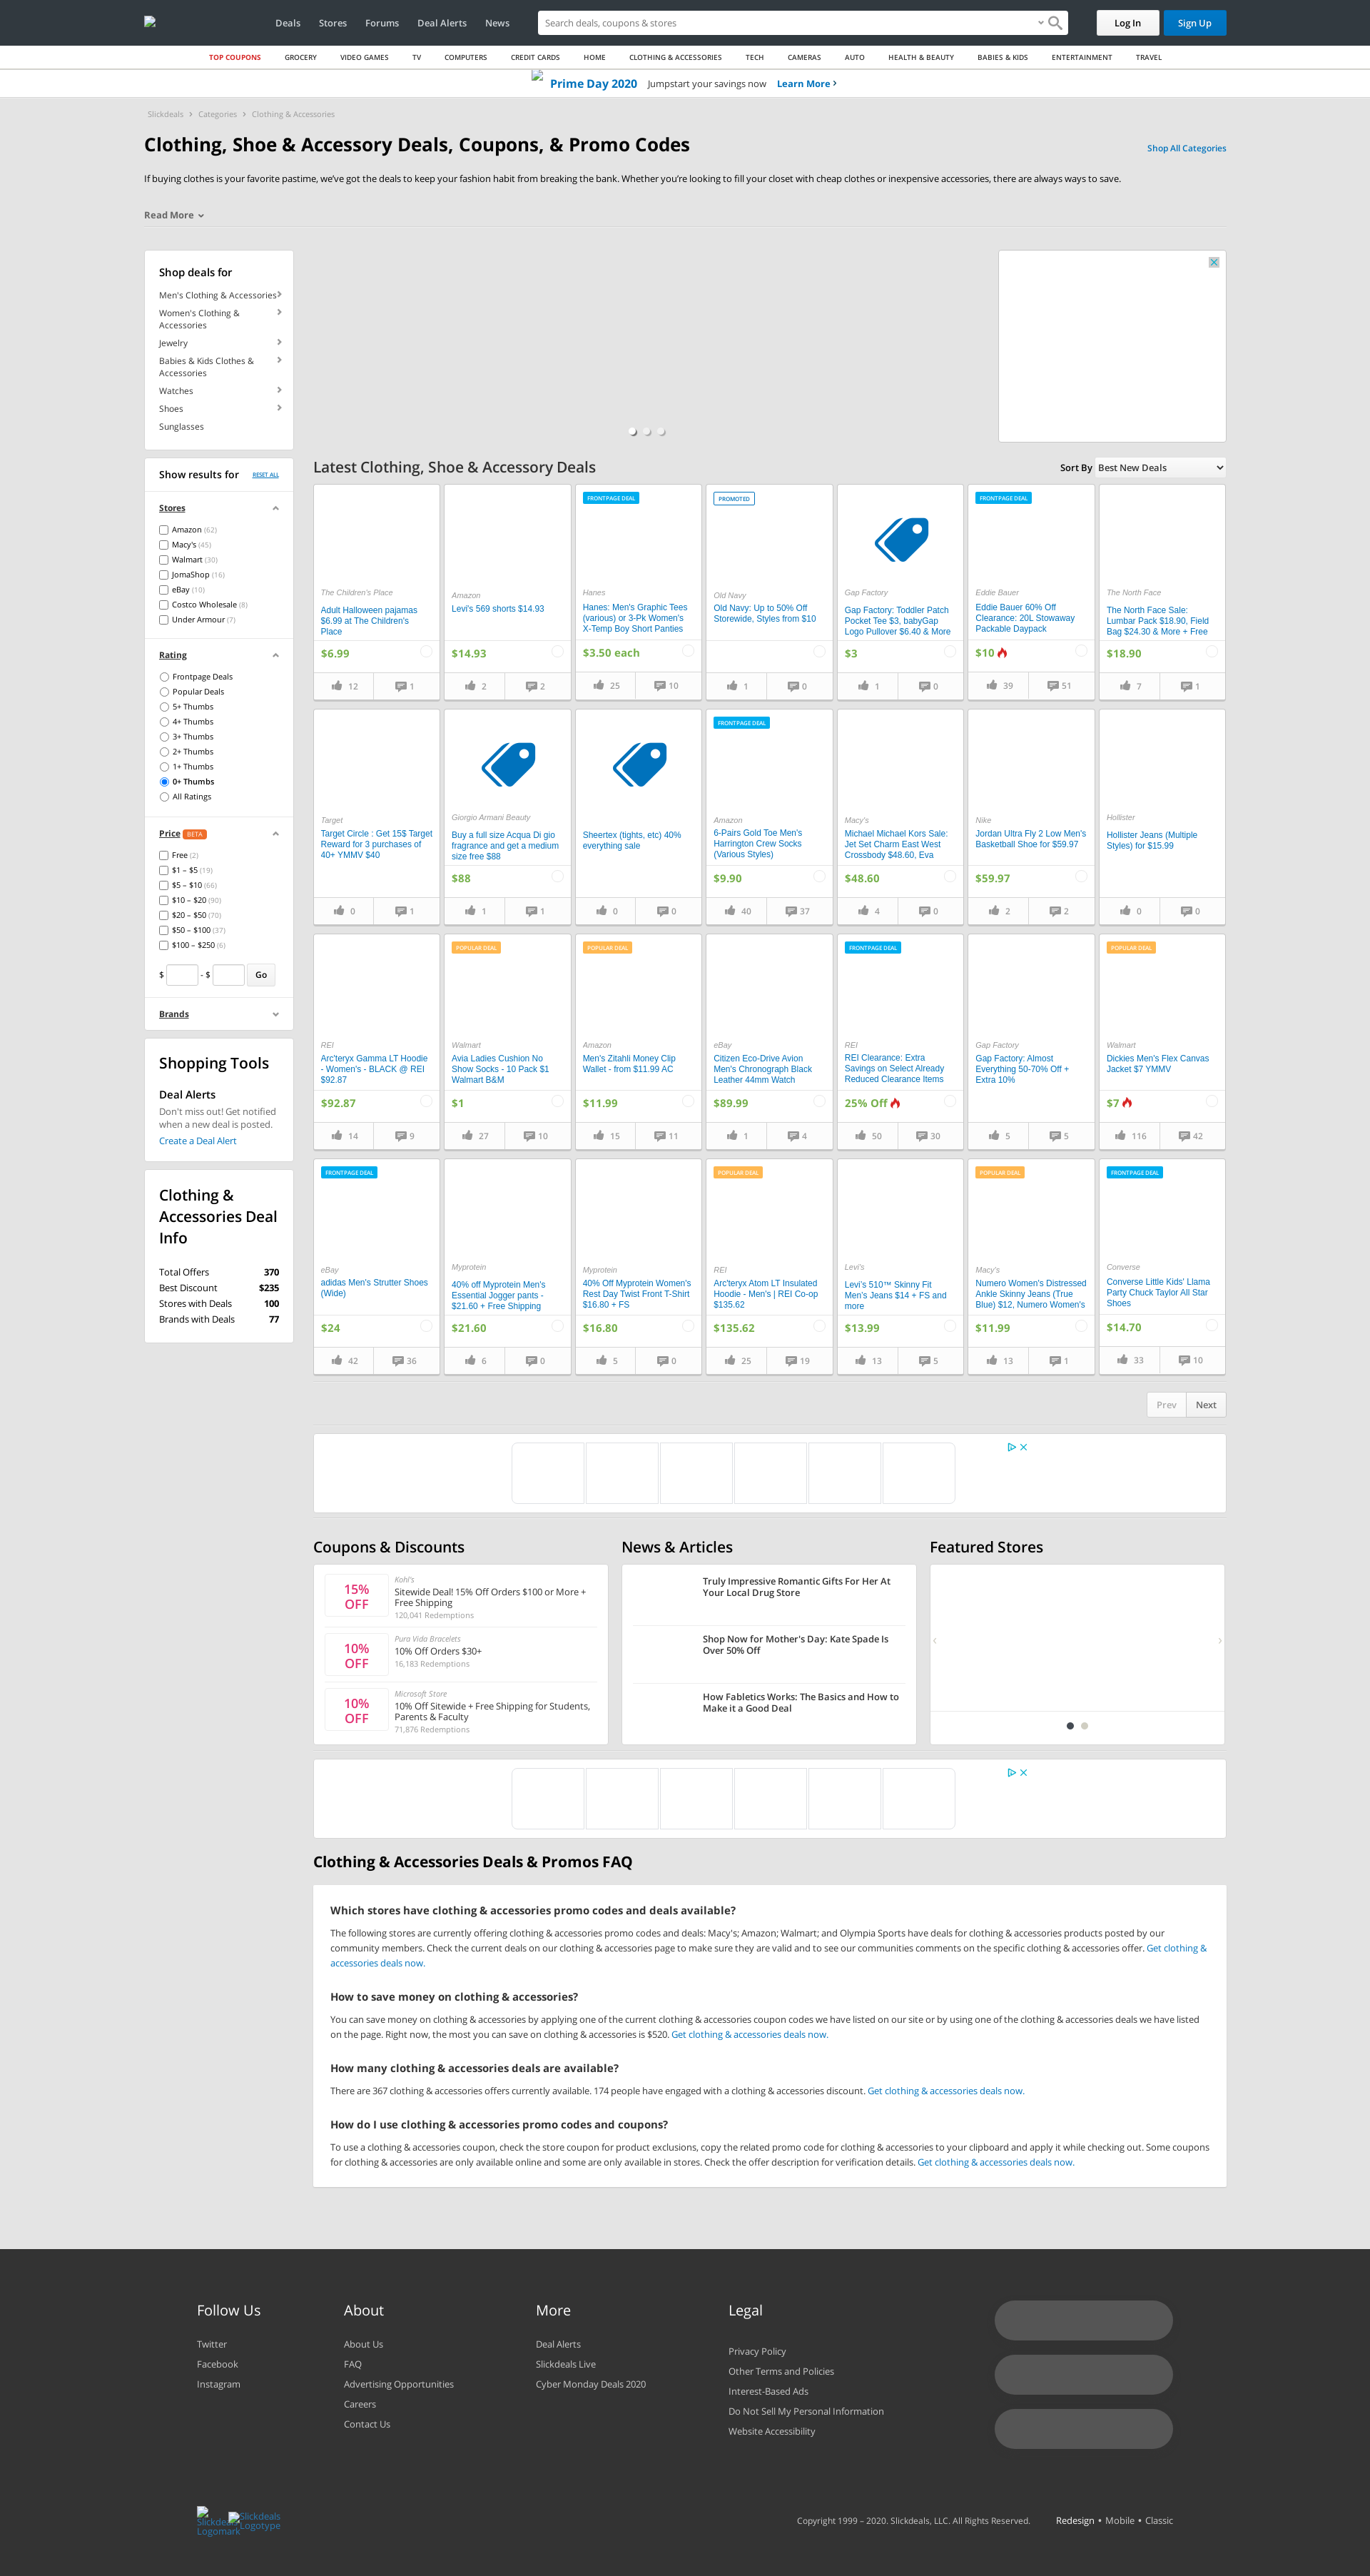 Deals Stores Forums Deal Alerts News
Search deals, coupons & stores
Log In Sign Up
TOP COUPONS GROCERY VIDEO GAMES TV COMPUTERS CREDIT CARDS HOME CLOTHING & ACCESSORIES TECH CAMERAS AUTO HEALTH & BEAUTY BABIES & KIDS ENTERTAINMENT TRAVEL
Prime Day 2020 Jumpstart your savings now Learn More
Slickdeals Categories Clothing & Accessories
Clothing, Shoe & Accessory Deals, Coupons, & Promo Codes
Shop All Categories
If buying clothes is your favorite pastime, we've got the deals to keep your fashion habit from breaking the bank. Whether you're looking to fill your closet with cheap clothes or inexpensive accessories, there are always ways to save.
Read More
Shop deals for
Men's Clothing & Accessories
Women's Clothing &
Accessories
Jewelry
Babies & Kids Clothes &
Accessories
Watches
Shoes
Sunglasses
Show results for RESET ALL
Stores
Amazon (62)
Macy's (45)
Walmart (30)
JomaShop (16)
eBay (10)
Costco Wholesale (8)
Under Armour (7)
Rating
Frontpage Deals
Popular Deals
5+ Thumbs
4+ Thumbs
3+ Thumbs
2+ Thumbs
1+ Thumbs
0+ Thumbs
All Ratings
Price BETA
Free (2)
$1 – $5 (19)
$5 – $10 (66)
$10 – $20 (90)
$20 – $50 (70)
$50 – $100 (37)
$100 – $250 (6)
$ - $ Go
Brands
Shopping Tools
Deal Alerts
Don't miss out! Get notified
when a new deal is posted.
Create a Deal Alert
Clothing &
Accessories Deal
Info
Total Offers 370
Best Discount $235
Stores with Deals 100
Brands with Deals 77
Latest Clothing, Shoe & Accessory Deals
Sort By Best New Deals
The Children's Place
Adult Halloween pajamas
$6.99 at The Children's
Place
$6.99
12 1
Amazon
Levi's 569 shorts $14.93
$14.93
2 2
FRONTPAGE DEAL
Hanes
Hanes: Men's Graphic Tees
(various) or 3-Pk Women's
X-Temp Boy Short Panties
$3.50 each
25 10
PROMOTED
Old Navy
Old Navy: Up to 50% Off
Storewide, Styles from $10
1 0
Gap Factory
Gap Factory: Toddler Patch
Pocket Tee $3, babyGap
Logo Pullover $6.40 & More
$3
1 0
FRONTPAGE DEAL
Eddie Bauer
Eddie Bauer 60% Off
Clearance: 20L Stowaway
Packable Daypack
$10
39 51
The North Face
The North Face Sale:
Lumbar Pack $18.90, Field
Bag $24.30 & More + Free
$18.90
7 1
Target
Target Circle : Get 15$ Target
Reward for 3 purchases of
40+ YMMV $40
0 1
Giorgio Armani Beauty
Buy a full size Acqua Di gio
fragrance and get a medium
size free $88
$88
1 1
Sheertex (tights, etc) 40%
everything sale
0 0
FRONTPAGE DEAL
Amazon
6-Pairs Gold Toe Men's
Harrington Crew Socks
(Various Styles)
$9.90
40 37
Macy's
Michael Michael Kors Sale:
Jet Set Charm East West
Crossbody $48.60, Eva
$48.60
4 0
Nike
Jordan Ultra Fly 2 Low Men's
Basketball Shoe for $59.97
$59.97
2 2
Hollister
Hollister Jeans (Multiple
Styles) for $15.99
0 0
REI
Arc'teryx Gamma LT Hoodie
- Women's - BLACK @ REI
$92.87
$92.87
14 9
POPULAR DEAL
Walmart
Avia Ladies Cushion No
Show Socks - 10 Pack $1
Walmart B&M
$1
27 10
POPULAR DEAL
Amazon
Men's Zitahli Money Clip
Wallet - from $11.99 AC
$11.99
15 11
eBay
Citizen Eco-Drive Avion
Men's Chronograph Black
Leather 44mm Watch
$89.99
1 4
FRONTPAGE DEAL
REI
REI Clearance: Extra
Savings on Select Already
Reduced Clearance Items
25% Off
50 30
Gap Factory
Gap Factory: Almost
Everything 50-70% Off +
Extra 10%
5 5
POPULAR DEAL
Walmart
Dickies Men's Flex Canvas
Jacket $7 YMMV
$7
116 42
FRONTPAGE DEAL
eBay
adidas Men's Strutter Shoes
(Wide)
$24
42 36
Myprotein
40% off Myprotein Men's
Essential Jogger pants -
$21.60 + Free Shipping
$21.60
6 0
Myprotein
40% Off Myprotein Women's
Rest Day Twist Front T-Shirt
$16.80 + FS
$16.80
5 0
POPULAR DEAL
REI
Arc'teryx Atom LT Insulated
Hoodie - Men's | REI Co-op
$135.62
$135.62
25 19
Levi's
Levi's 510™ Skinny Fit
Men's Jeans $14 + FS and
more
$13.99
13 5
POPULAR DEAL
Macy's
Numero Women's Distressed
Ankle Skinny Jeans (True
Blue) $12, Numero Women's
$11.99
13 1
FRONTPAGE DEAL
Converse
Converse Little Kids' Llama
Party Chuck Taylor All Star
Shoes
$14.70
33 10
Prev Next
Coupons & Discounts
15%
OFF
Kohl's
Sitewide Deal! 15% Off Orders $100 or More +
Free Shipping
120,041 Redemptions
10%
OFF
Pura Vida Bracelets
10% Off Orders $30+
16,183 Redemptions
10%
OFF
Microsoft Store
10% Off Sitewide + Free Shipping for Students,
Parents & Faculty
71,876 Redemptions
News & Articles
Truly Impressive Romantic Gifts For Her At
Your Local Drug Store
Shop Now for Mother's Day: Kate Spade Is
Over 50% Off
How Fabletics Works: The Basics and How to
Make it a Good Deal
Featured Stores
Clothing & Accessories Deals & Promos FAQ
Which stores have clothing & accessories promo codes and deals available?
The following stores are currently offering clothing & accessories promo codes and deals: Macy's; Amazon; Walmart; and Olympia Sports have deals for clothing & accessories products posted by our
community members. Check the current deals on our clothing & accessories page to make sure they are valid and to see our communities comments on the specific clothing & accessories offer. Get clothing &
accessories deals now.
How to save money on clothing & accessories?
You can save money on clothing & accessories by applying one of the current clothing & accessories coupon codes we have listed on our site or by using one of the clothing & accessories deals we have listed
on the page. Right now, the most you can save on clothing & accessories is $520. Get clothing & accessories deals now.
How many clothing & accessories deals are available?
There are 367 clothing & accessories offers currently available. 174 people have engaged with a clothing & accessories discount. Get clothing & accessories deals now.
How do I use clothing & accessories promo codes and coupons?
To use a clothing & accessories coupon, check the store coupon for product exclusions, copy the related promo code for clothing & accessories to your clipboard and apply it while checking out. Some coupons
for clothing & accessories are only available online and some are only available in stores. Check the offer description for verification details. Get clothing & accessories deals now.
Follow Us
Twitter
Facebook
Instagram
About
About Us
FAQ
Advertising Opportunities
Careers
Contact Us
More
Deal Alerts
Slickdeals Live
Cyber Monday Deals 2020
Legal
Privacy Policy
Other Terms and Policies
Interest-Based Ads
Do Not Sell My Personal Information
Website Accessibility
Slickdeals
Logomark
Slickdeals
Logotype
Copyright 1999 – 2020. Slickdeals, LLC. All Rights Reserved. Redesign • Mobile • Classic